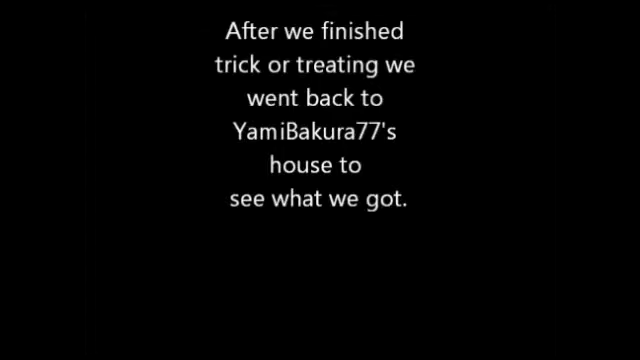 After we finished
trick or treating we
went back to
YamiBakura77's
house to
see what we got.